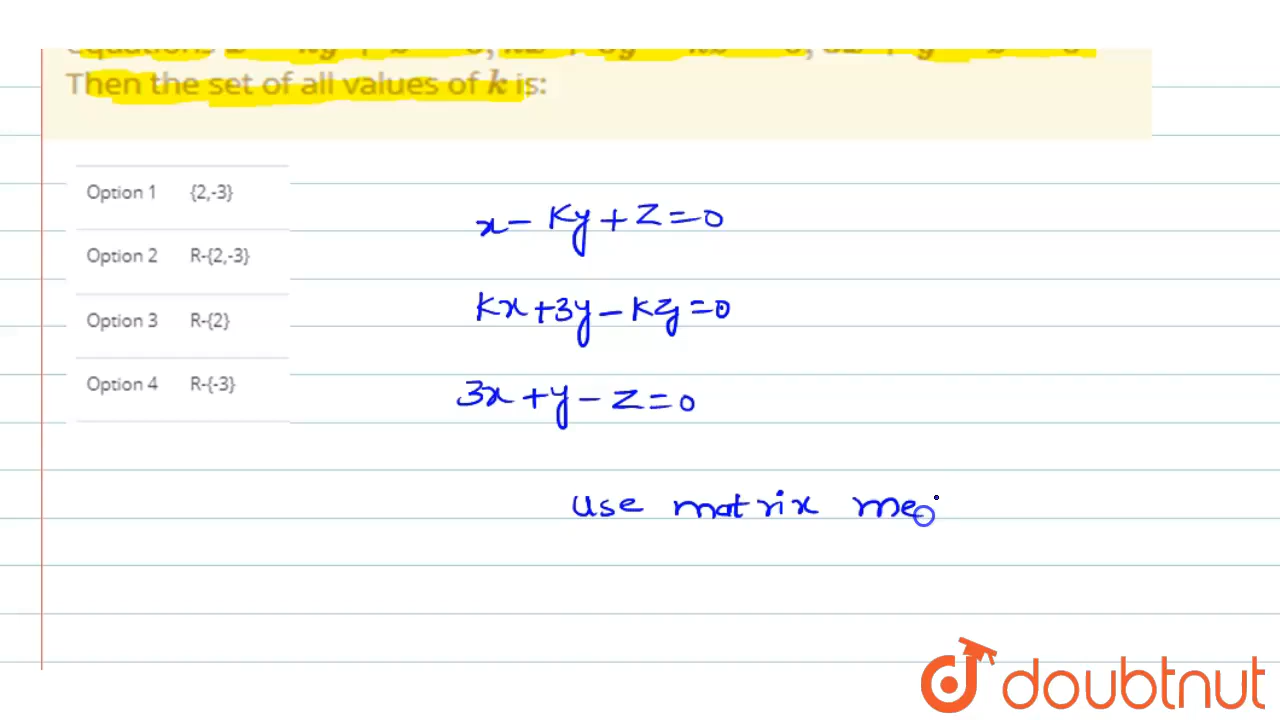 Then the set of all values of k is:
Option 1 {2,-3}
Option 2 R-{2,-3}
Option 3 R-{2}
Option 4 R-{-3}
x - Ky + Z = 0
Kx + 3y - Kz = 0
3x + y - Z = 0
Use matrix me
doubtnut